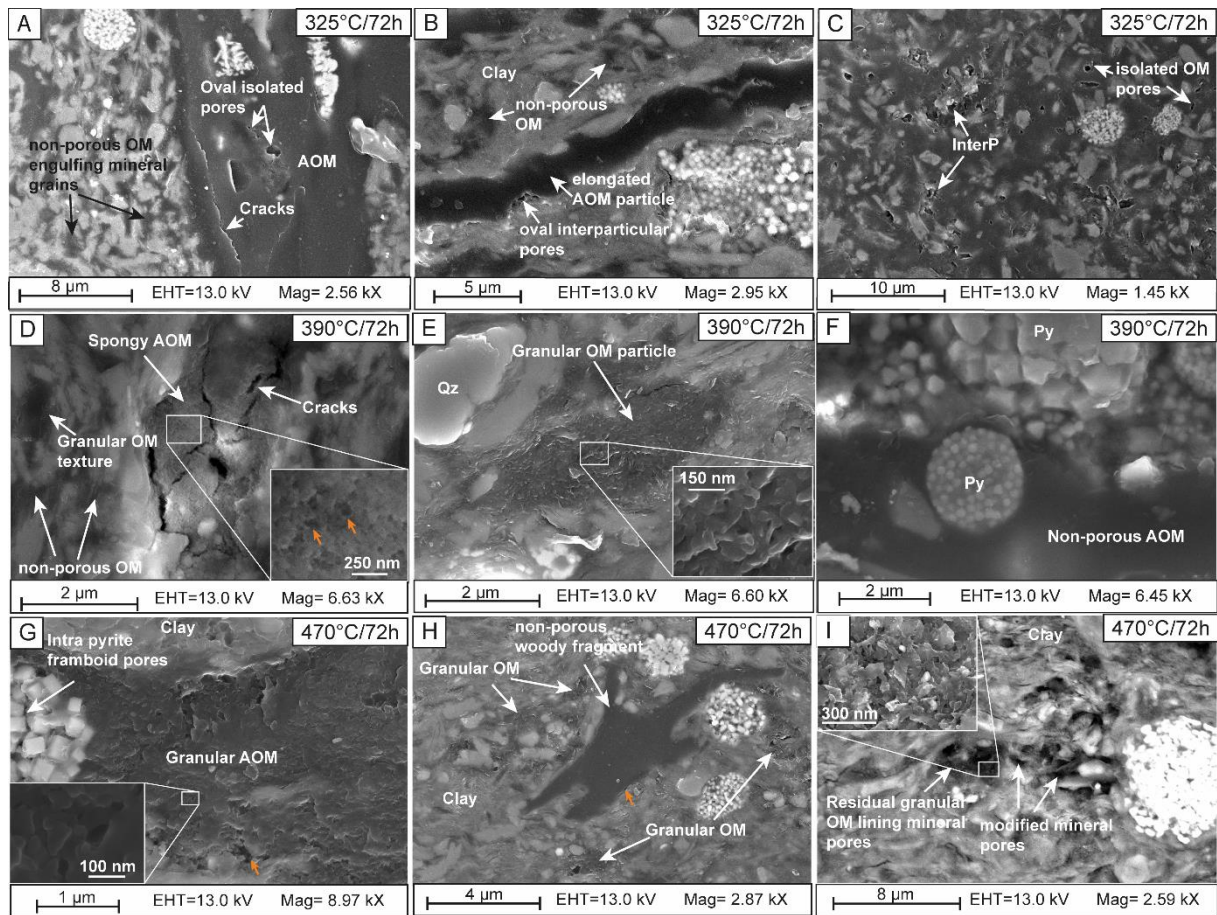 A
325°C/72h
Oval isolated
pores
non-porous OM
engulfing mineral
grains
AOM
Cracks
8 µm
EHT=13.0 kV
Mag= 2.56 kX
B
325°C/72h
Clay
non-porous
OM
elongated
AOM particle
oval interparticular
pores
5 µm
EHT=13.0 kV
Mag= 2.95 kX
C
325°C/72h
isolated OM
pores
InterP
10 µm
EHT=13.0 kV
Mag= 1.45 kX
D
390°C/72h
Spongy AOM
Cracks
Granular OM
texture
non-porous OM
250 nm
2 µm
EHT=13.0 kV
Mag= 6.63 kX
E
390°C/72h
Granular OM particle
Qz
150 nm
2 µm
EHT=13.0 kV
Mag= 6.60 kX
F
390°C/72h
Py
Py
Non-porous AOM
2 µm
EHT=13.0 kV
Mag= 6.45 kX
G
470°C/72h
Clay
Intra pyrite
framboid pores
Granular AOM
100 nm
1 µm
EHT=13.0 kV
Mag= 8.97 kX
H
470°C/72h
non-porous
woody fragment
Granular OM
Clay
Granular OM
4 µm
EHT=13.0 kV
Mag= 2.87 kX
I
470°C/72h
Clay
300 nm
Residual granular
OM lining mineral
pores
modified mineral
pores
8 µm
EHT=13.0 kV
Mag= 2.59 kX